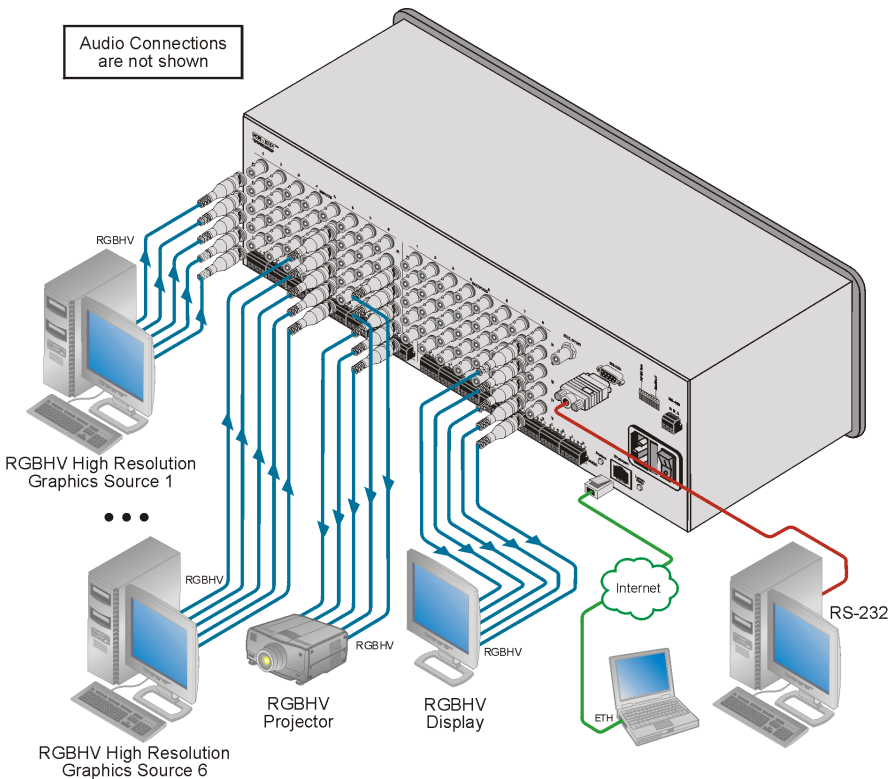 Audio Connections
are not shown
RGBHV
RGBHV High Resolution
Graphics Source 1
RGBHV
RGBHV High Resolution
Graphics Source 6
RGBHV
RGBHV
Projector
RGBHV
RGBHV
Display
Internet
ETH
RS-232